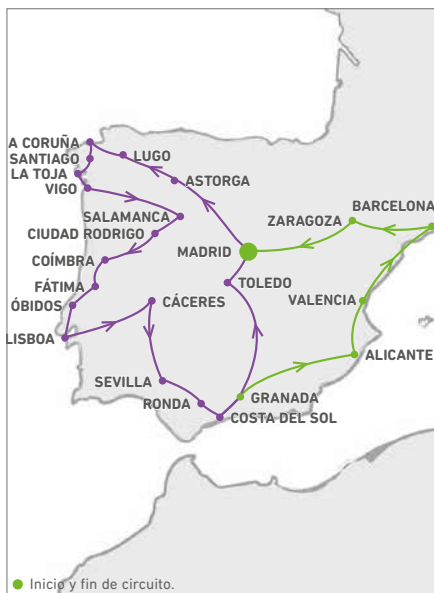 A CORUÑA
SANTIAGO
LUGO
LA TOJA
ASTORGA
VIGO
BARCELONA
SALAMANCA
ZARAGOZA
CIUDAD RODRIGO
MADRID
COÍMBRA
TOLEDO
FÁTIMA
CÁCERES
VALENCIA
ÓBIDOS
LISBOA
ALICANTE
SEVILLA
GRANADA
RONDA
COSTA DEL SOL
Inicio y fin de circuito.